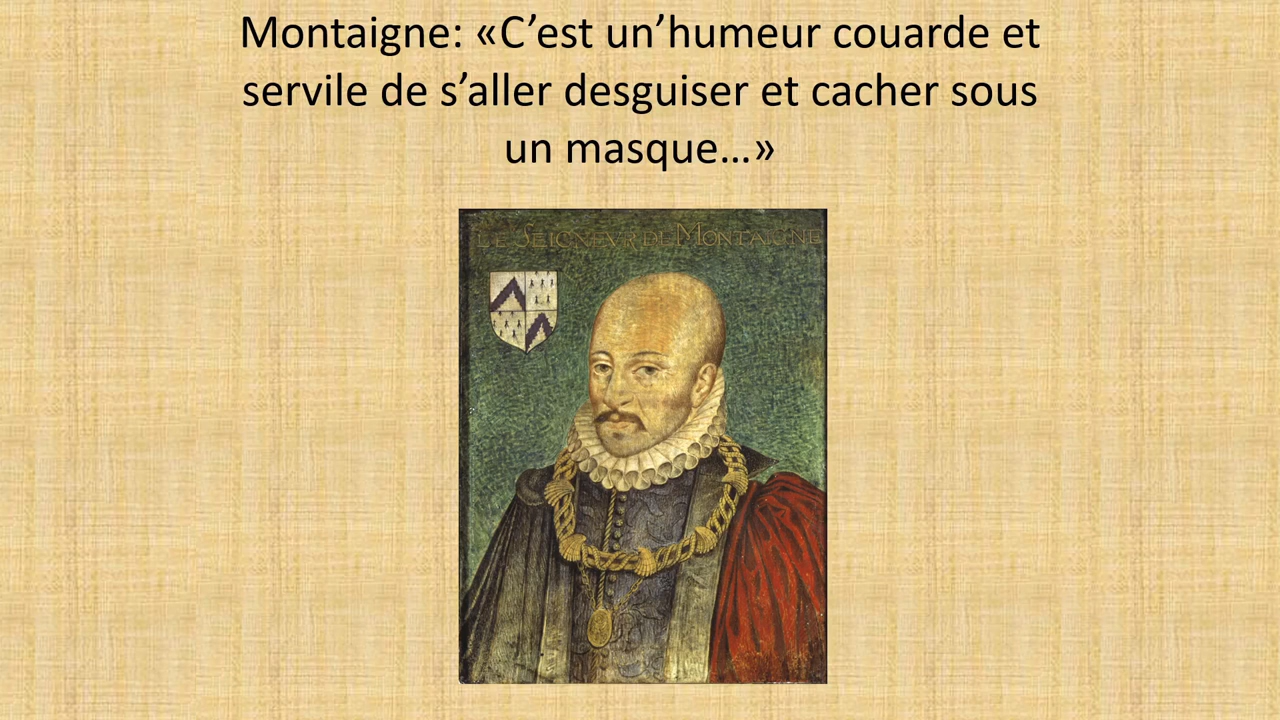 Montaigne: «C’est un’humeur couarde et
servile de s’aller desguiser et cacher sous
un masque…»
LE SEIGNEVR DE MONTAIGNE